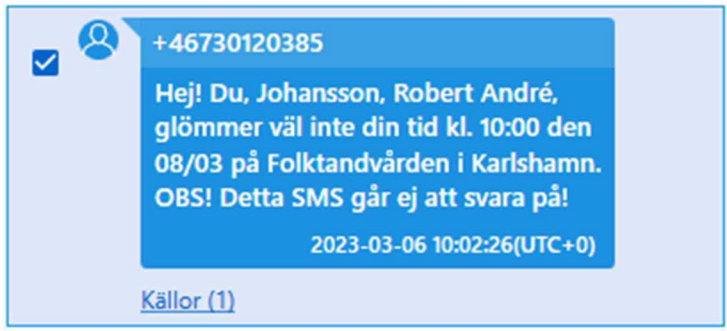 +46730120385
Hej! Du, Johansson, Robert André,
glömmer väl inte din tid kl. 10:00 den
08/03 på Folktandvården i Karlshamn.
OBS! Detta SMS går ej att svara på!
2023-03-06 10:02:26(UTC+0)
Källor (1)